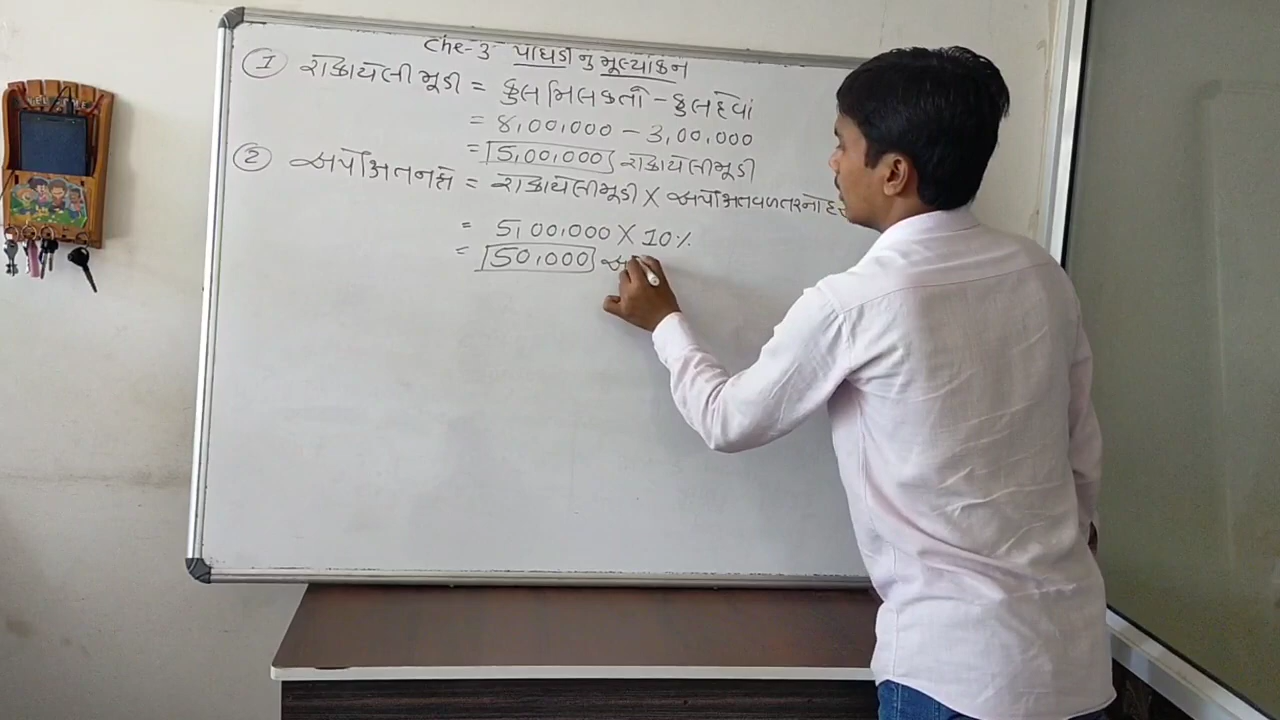 Che-3 પાઘડીનુ મૂલ્યાંકન
① રોકાયેલી મૂડી = કુલ મિલકતો - કુલ દેવાં
= 8,00,000 - 3,00,000
= 5,00,000 રોકાયેલી મૂડી
② અપેક્ષિત નફો = રોકાયેલી મૂડી X અપેક્ષિત વળતરનો
= 5,00,000 X 10%
= 50,000